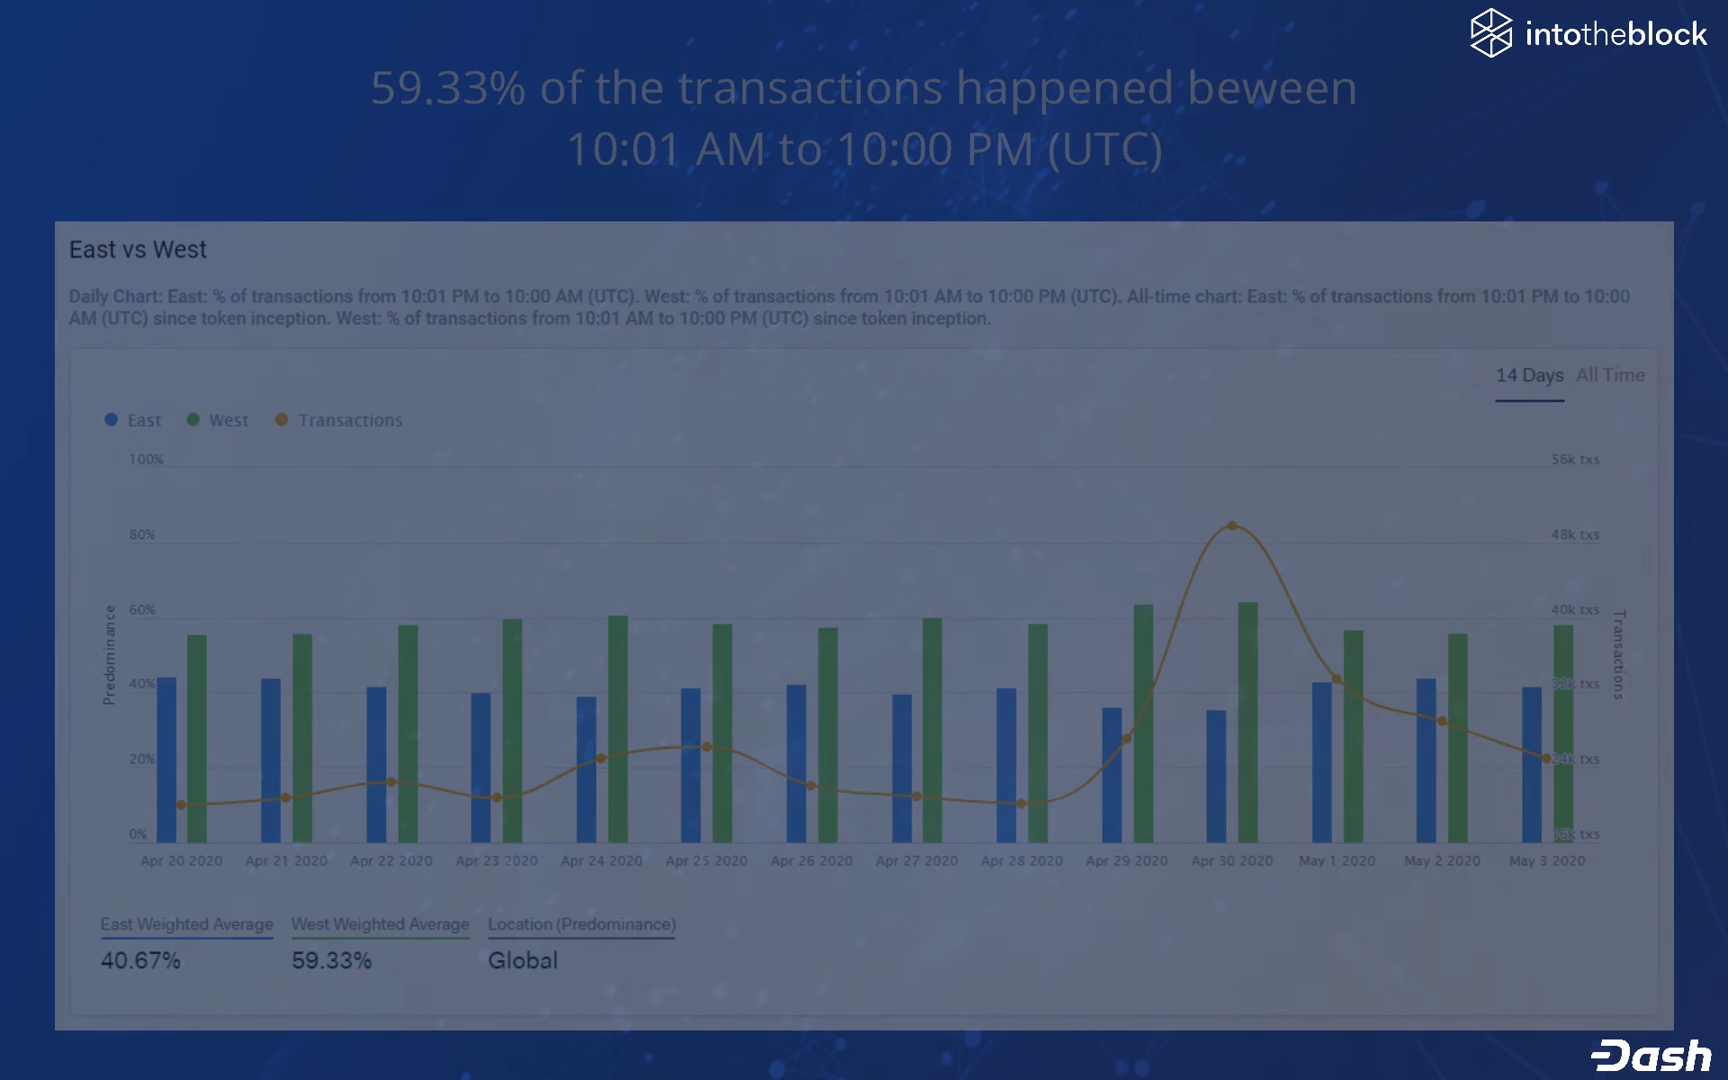 intotheblock
59.33% of the transactions happened beween
10:01 AM to 10:00 PM (UTC)
East vs West
Daily Chart: East: % of transactions from 10:01 PM to 10:00 AM (UTC). West: % of transactions from 10:01 AM to 10:00 PM (UTC). All-time chart: East: % of transactions from 10:01 PM to 10:00
AM (UTC) since token inception. West: % of transactions from 10:01 AM to 10:00 PM (UTC) since token inception.
14 Days All Time
East West Transactions
100% 56k txs
80% 48k txs
60% 40k txs
40% 32k txs
20% 24k txs
0% 16k txs
Predominance
Transactions
Apr 20 2020 Apr 21 2020 Apr 22 2020 Apr 23 2020 Apr 24 2020 Apr 25 2020 Apr 26 2020 Apr 27 2020 Apr 28 2020 Apr 29 2020 Apr 30 2020 May 1 2020 May 2 2020 May 3 2020
East Weighted Average West Weighted Average Location (Predominance)
40.67% 59.33% Global
Dash